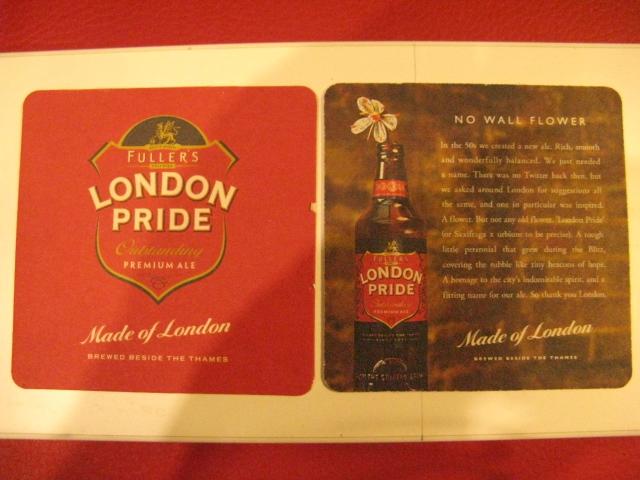 FULLER'S
LONDON
PRIDE
Outstanding
PREMIUM ALE
Made of London
BREWED BESIDE THE THAMES
NO WALL FLOWER
In the 50s we created a new ale. Rich, smooth
and wonderfully balanced. We just needed
a name. There was no Twitter back then, but
we asked around London for suggestions all
the same, and one in particular was inspired.
A flower. But not any old flower. 'London Pride'
(or Saxifraga x urbium to be precise). A tough
little perennial that grew during the Blitz,
covering the rubble like tiny beacons of hope.
A homage to the city's indomitable spirit, and a
fitting name for our ale. So thank you London.
FULLER'S
LONDON
PRIDE
Outstanding
PREMIUM ALE
Made of London
BREWED BESIDE THE THAMES